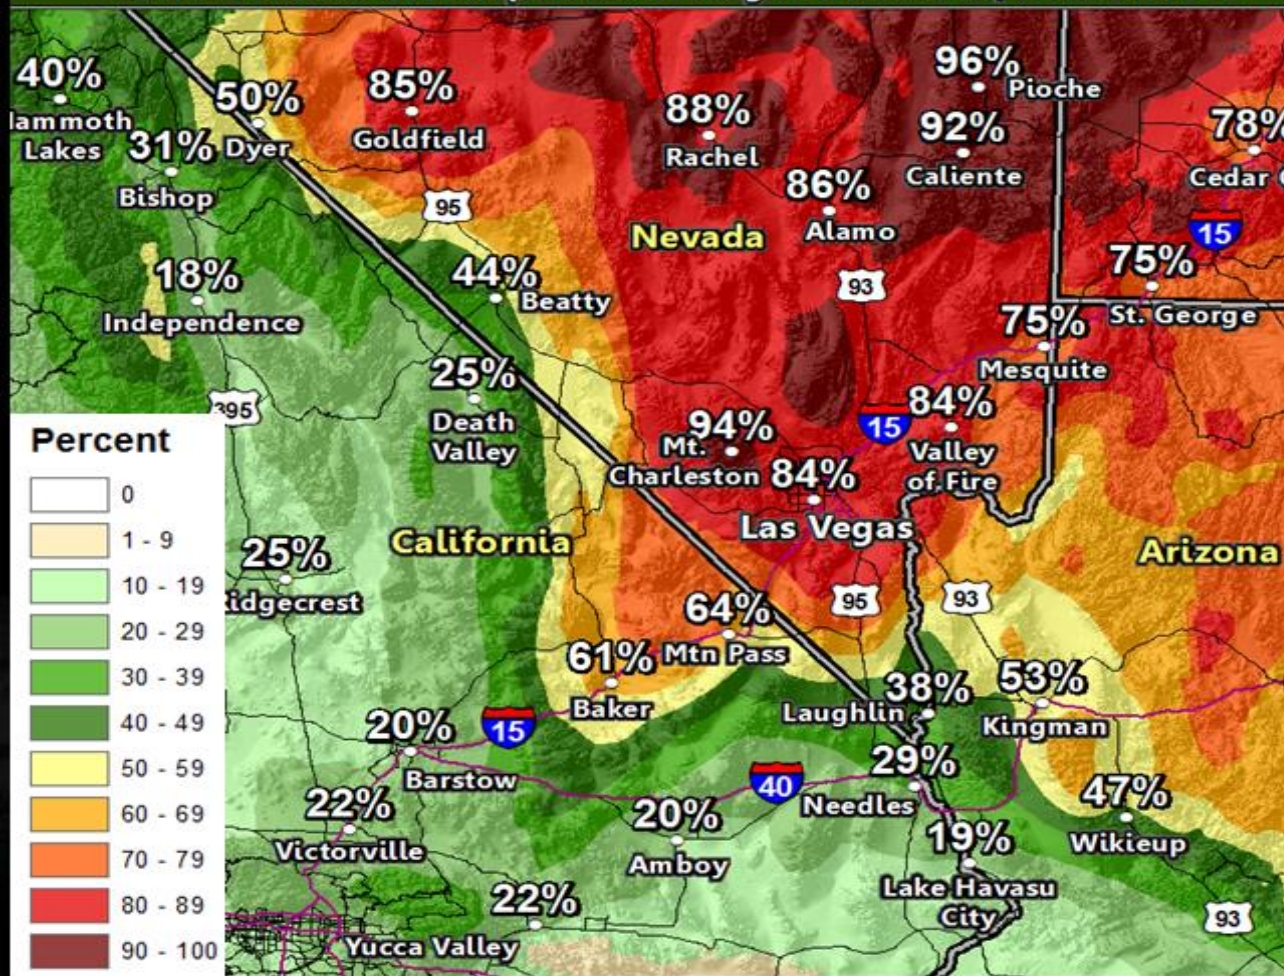 40%
Lakes
31%
Bishop
50%
Dyer
85%
Goldfield
88%
Rachel
96%
Pioche
92%
Caliente
78%
Cedar
86%
Alamo
95
Nevada
15
18%
Independence
44%
Beatty
93
75%
St. George
75%
Mesquite
25%
Death
Valley
395
94%
Mt.
Charleston
84%
Las Vegas
15
84%
Valley
of Fire
California
Arizona
25%
64%
Mtn Pass
95
93
61%
Baker
38%
Laughlin
53%
Kingman
20%
Barstow
15
29%
Needles
40
22%
Victorville
20%
Amboy
47%
Wikieup
19%
Lake Havasu
City
22%
Yucca Valley
93
Percent
0
1 - 9
10 - 19
20 - 29
30 - 39
40 - 49
50 - 59
60 - 69
70 - 79
80 - 89
90 - 100